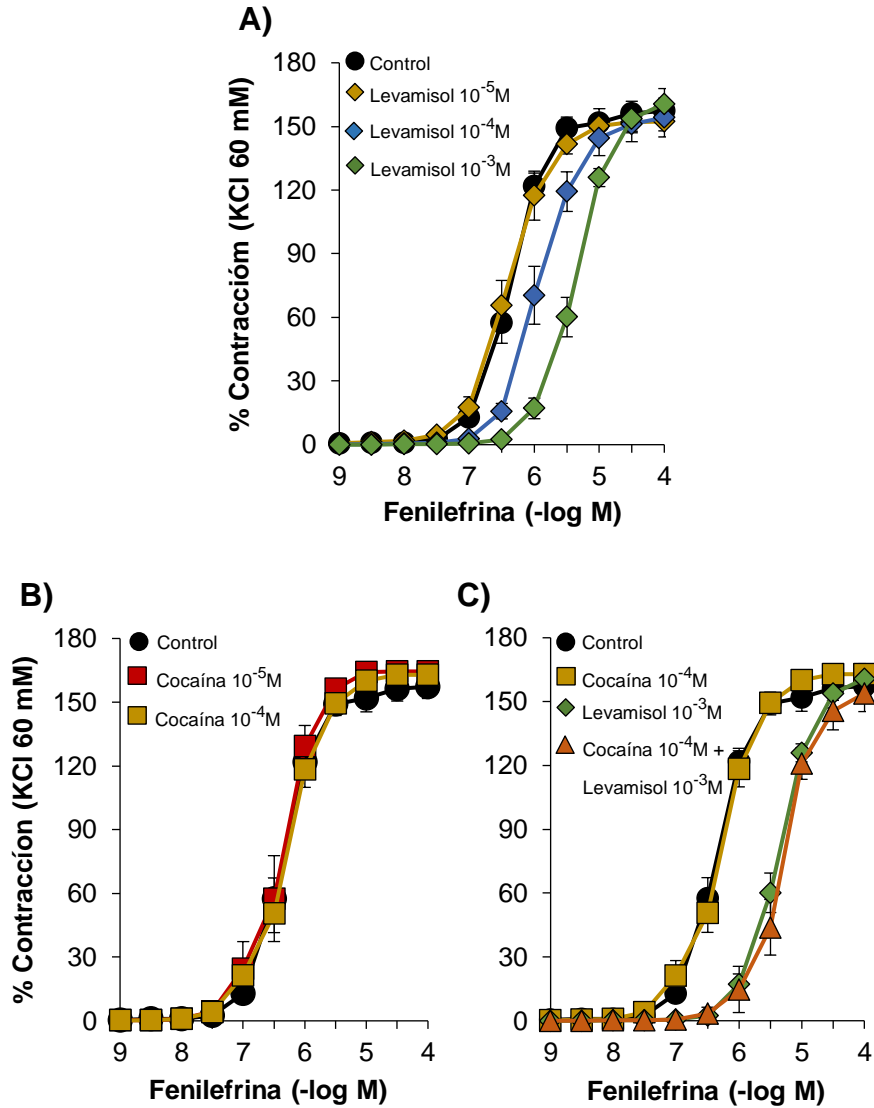 A)
% Contraccióm (KCl 60 mM)
180
150
120
90
60
30
0
Control
Levamisol 10⁻⁵M
Levamisol 10⁻⁴M
Levamisol 10⁻³M
9 8 7 6 5 4
Fenilefrina (-log M)
B)
% Contraccíon (KCl 60 mM)
180
150
120
90
60
30
0
Control
Cocaína 10⁻⁵M
Cocaína 10⁻⁴M
9 8 7 6 5 4
Fenilefrina (-log M)
C)
180
150
120
90
60
30
0
Control
Cocaína 10⁻⁴M
Levamisol 10⁻³M
Cocaína 10⁻⁴M +
Levamisol 10⁻³M
9 8 7 6 5 4
Fenilefrina (-log M)